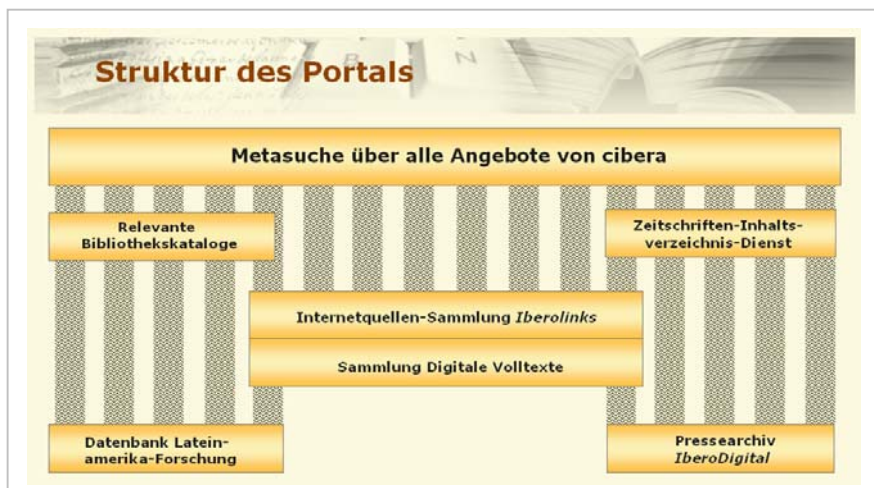 Struktur des Portals
Metasuche über alle Angebote von cibera
Relevante
Bibliothekskataloge
Zeitschriften-Inhalts-
verzeichnis-Dienst
Internetquellen-Sammlung Iberolinks
Sammlung Digitale Volltexte
Datenbank Latein-
amerika-Forschung
Pressearchiv
IberoDigital